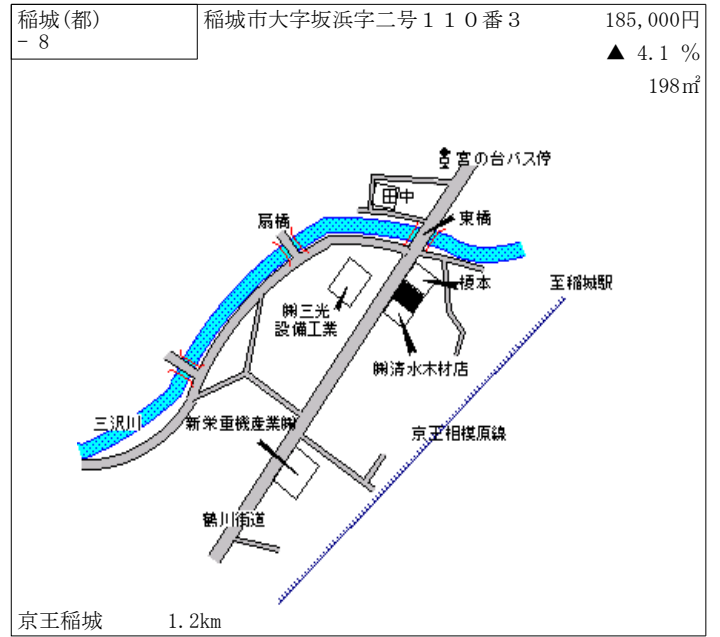 稲城(都)
- 8
稲城市大字坂浜字二号１１０番３
185,000円
▲ 4.1 %
198㎡
宮の台バス停
田中
東橋
扇橋
榎本
至稲城駅
㈱三光
設備工業
㈱清水木材店
三沢川
新栄重機産業㈱
京王相模原線
鶴川街道
京王稲城
1.2km